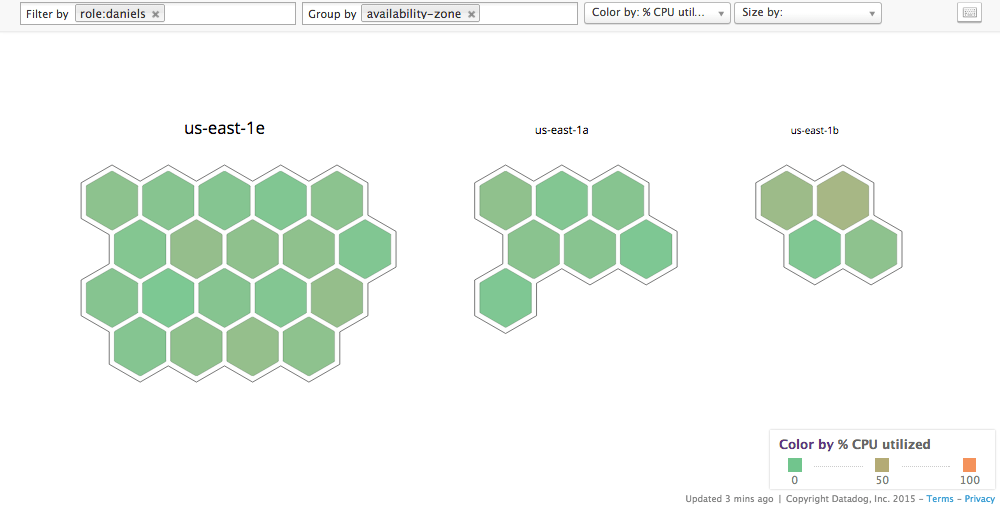 Filter by role:daniels × Group by availability-zone × Color by: % CPU util... Size by:
us-east-1e us-east-1a us-east-1b
Color by % CPU utilized
0 50 100
Updated 3 mins ago | Copyright Datadog, Inc. 2015 - Terms - Privacy